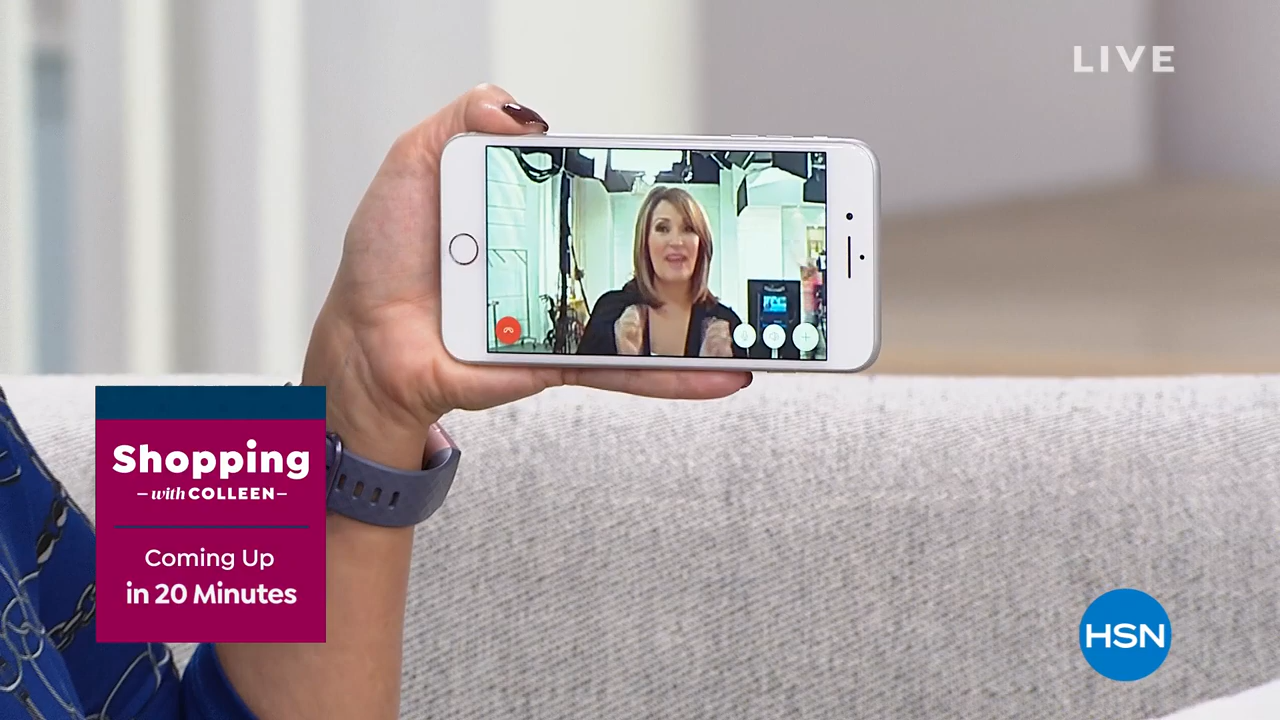 LIVE
Shopping
– with COLLEEN –
Coming Up
in 20 Minutes
HSN